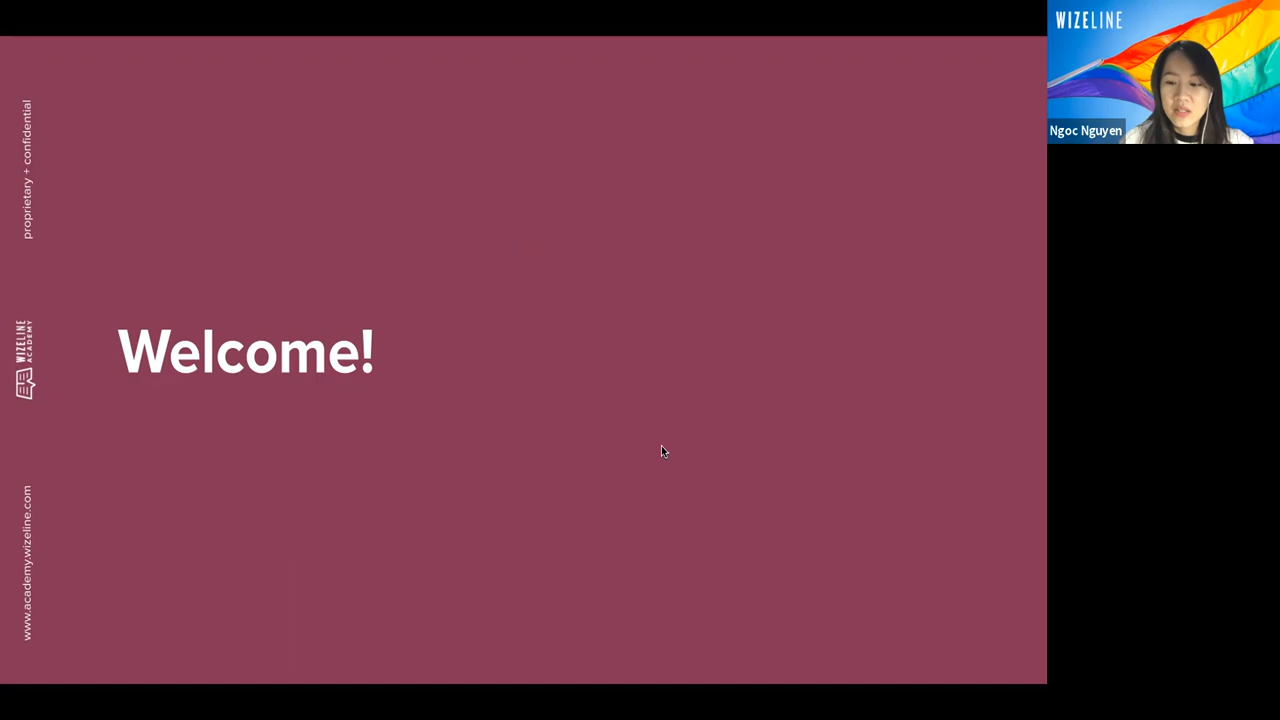 proprietary + confidential
WIZELINE
ACADEMY
www.academy.wizeline.com
Welcome!
WIZELINE
Ngoc Nguyen